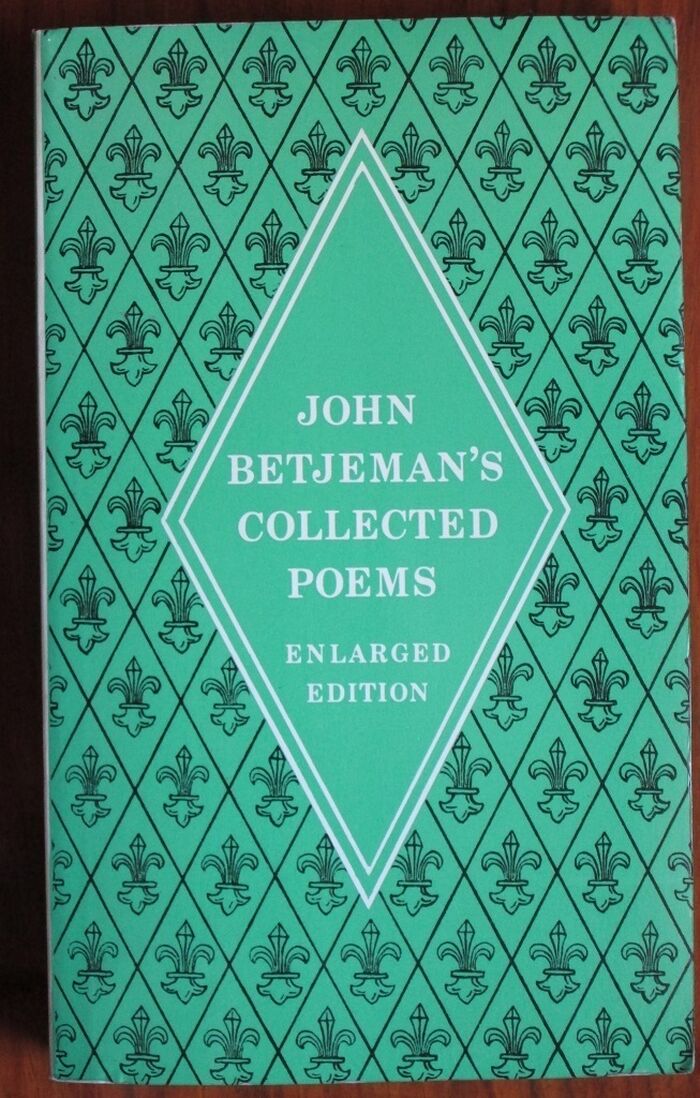 JOHN
BETJEMAN'S
COLLECTED
POEMS
ENLARGED
EDITION